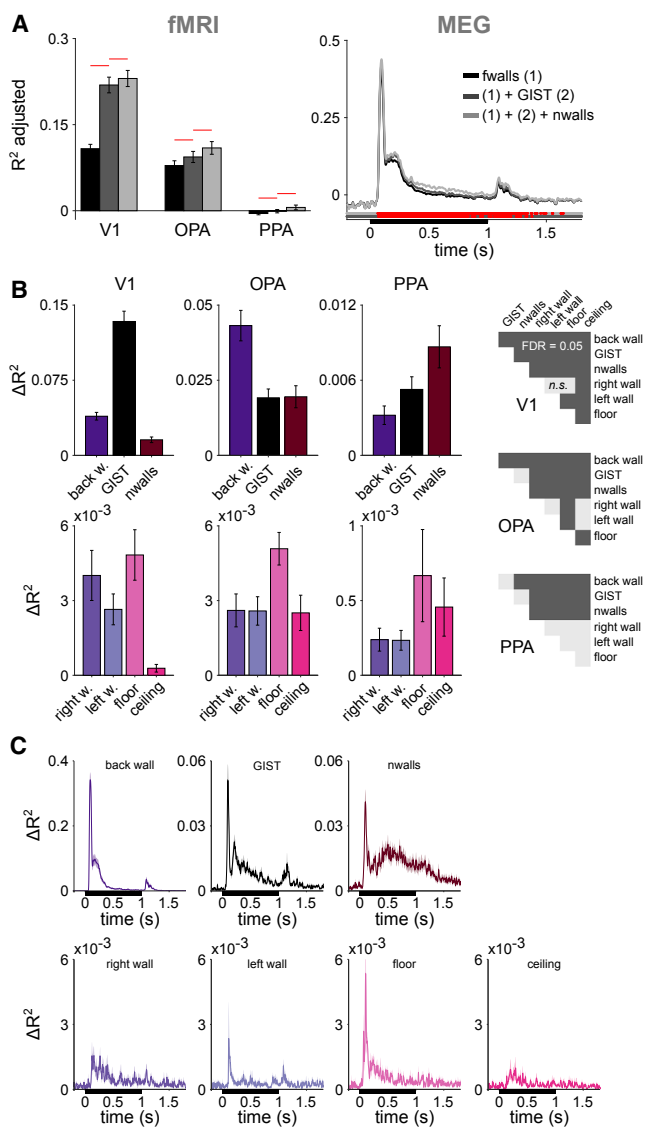 A
fMRI
MEG
R² adjusted
0.3
0.15
0
V1
OPA
PPA
0.5
0.25
0
fwalls (1)
(1) + GIST (2)
(1) + (2) + nwalls
0
0.5
1.5
time (s)
B
V1
OPA
PPA
ΔR²
0.15
0.075
0
back w.
GIST
nwalls
0.05
0.025
0
back w.
GIST
nwalls
0.012
0.006
0
back w.
GIST
nwalls
x10⁻³
ΔR²
6
3
0
right w.
left w.
floor
ceiling
x10⁻³
6
3
0
right w.
left w.
floor
ceiling
x10⁻³
1
0.5
0
right w.
left w.
floor
ceiling
GIST
nwalls
right wall
left wall
floor
ceiling
FDR = 0.05
n.s.
back wall
GIST
nwalls
right wall
left wall
floor
V1
back wall
GIST
nwalls
right wall
left wall
floor
OPA
back wall
GIST
nwalls
right wall
left wall
floor
PPA
C
ΔR²
0.4
0.2
0
back wall
0 0.5 1.5
time (s)
0.06
0.03
0
GIST
0 0.5 1.5
time (s)
0.06
0.03
0
nwalls
0 0.5 1.5
time (s)
x10⁻³
ΔR²
6
3
0
right wall
0 0.5 1.5
time (s)
x10⁻³
6
3
0
left wall
0 0.5 1.5
time (s)
x10⁻³
6
3
0
floor
0 0.5 1.5
time (s)
x10⁻³
6
3
0
ceiling
0 0.5 1.5
time (s)